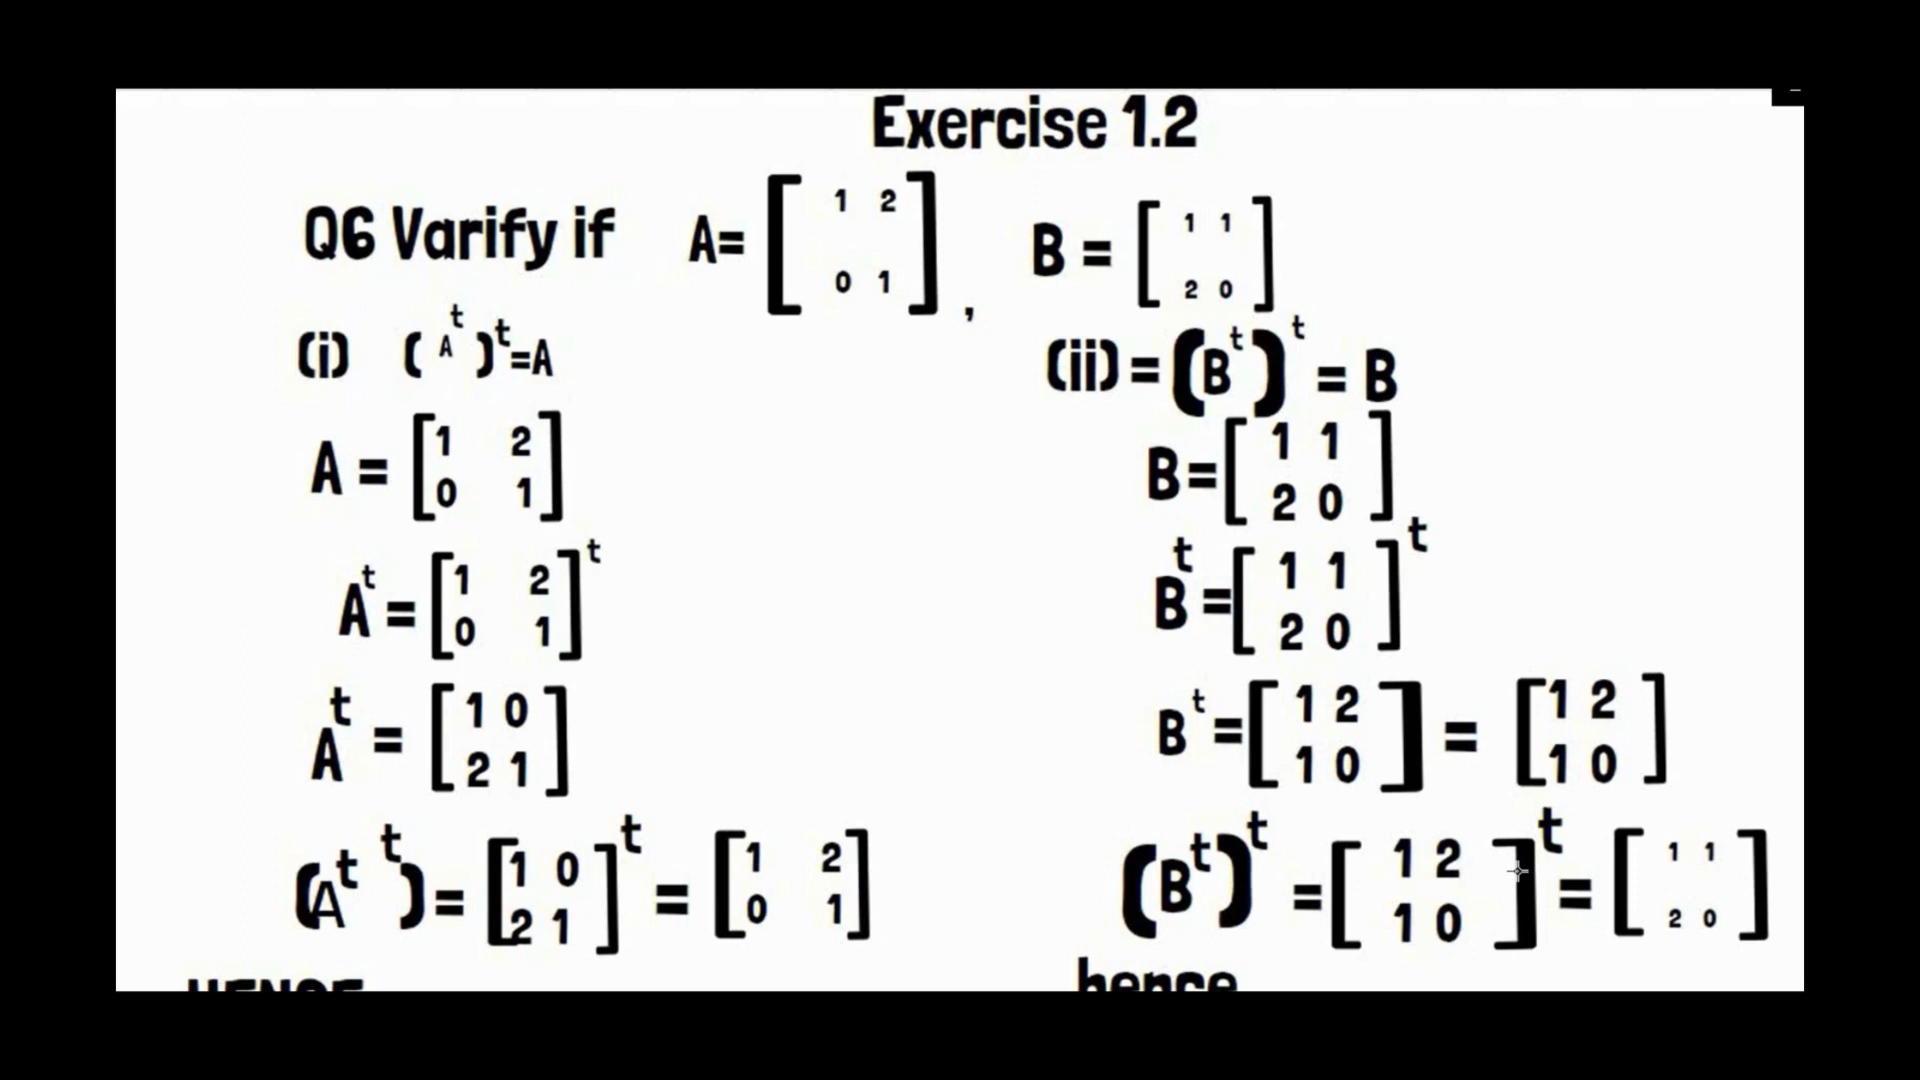 Exercise 1.2
Q6 Varify if A= [ 1 2
0 1 ] , B = [ 1 1
2 0 ]
(i) ( A^t )^t =A
A = [ 1 2
0 1 ]
A^t = [ 1 2
0 1 ]^t
A^t = [ 1 0
2 1 ]
(A^t ^t) = [ 1 0
2 1 ]^t = [ 1 2
0 1 ]
HENCE
(ii) = (B^t)^t = B
B = [ 1 1
2 0 ]
B^t = [ 1 1
2 0 ]^t
B^t = [ 1 2
1 0 ] = [ 1 2
1 0 ]
(B^t)^t = [ 1 2
1 0 ]^t = [ 1 1
2 0 ]
hence